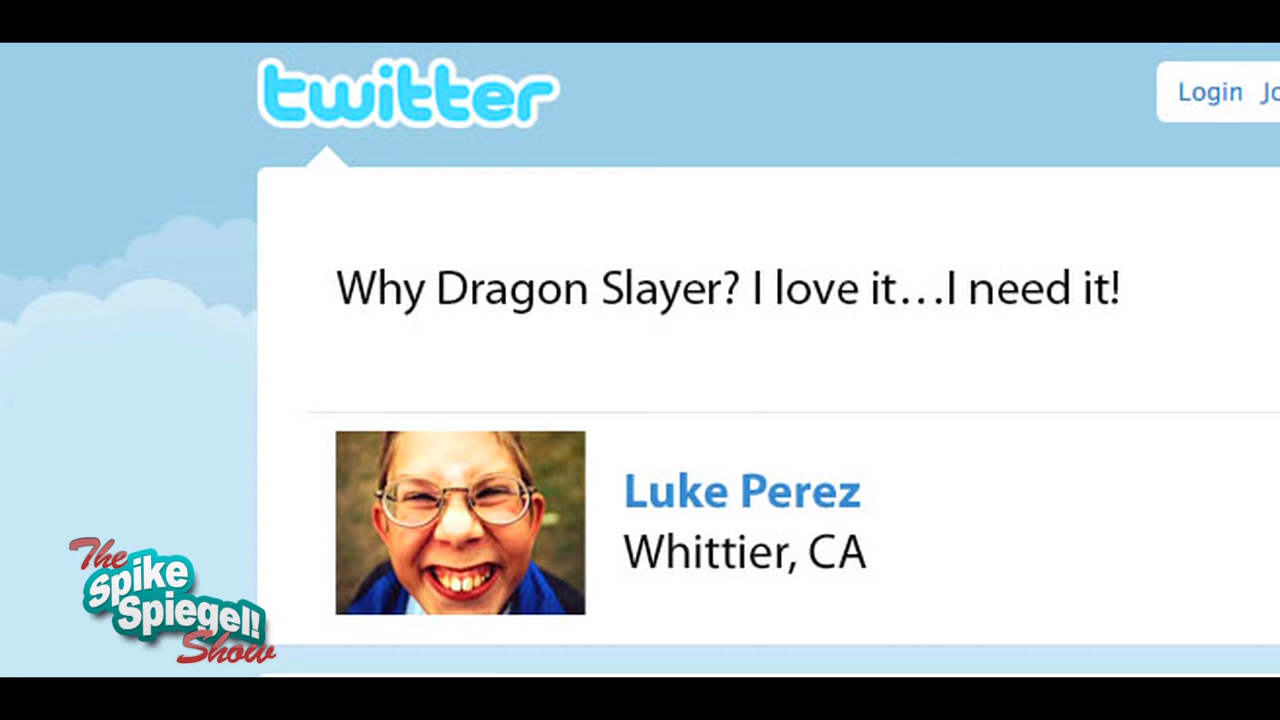 twitter
Login
Why Dragon Slayer? I love it…I need it!
Luke Perez
Whittier, CA
The
Spike
Spiegel!
Show